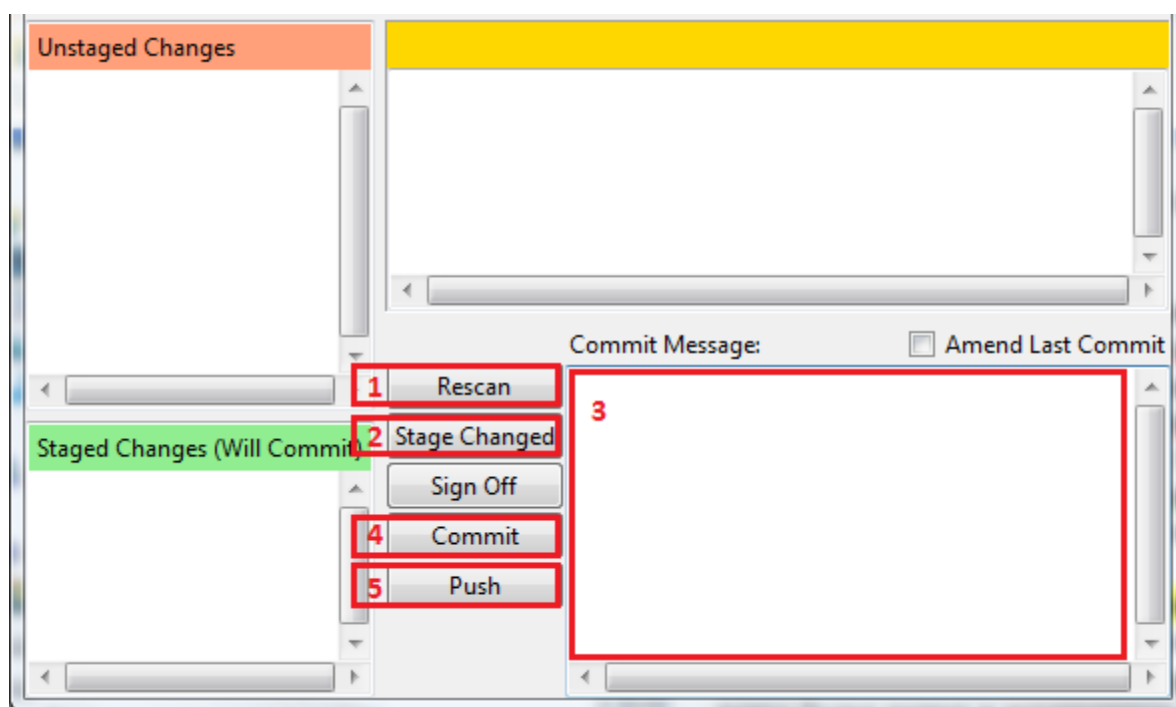 Unstaged Changes
Commit Message:
Amend Last Commit
1 Rescan
3
2 Stage Changed
Staged Changes (Will Commit)
Sign Off
4 Commit
5 Push